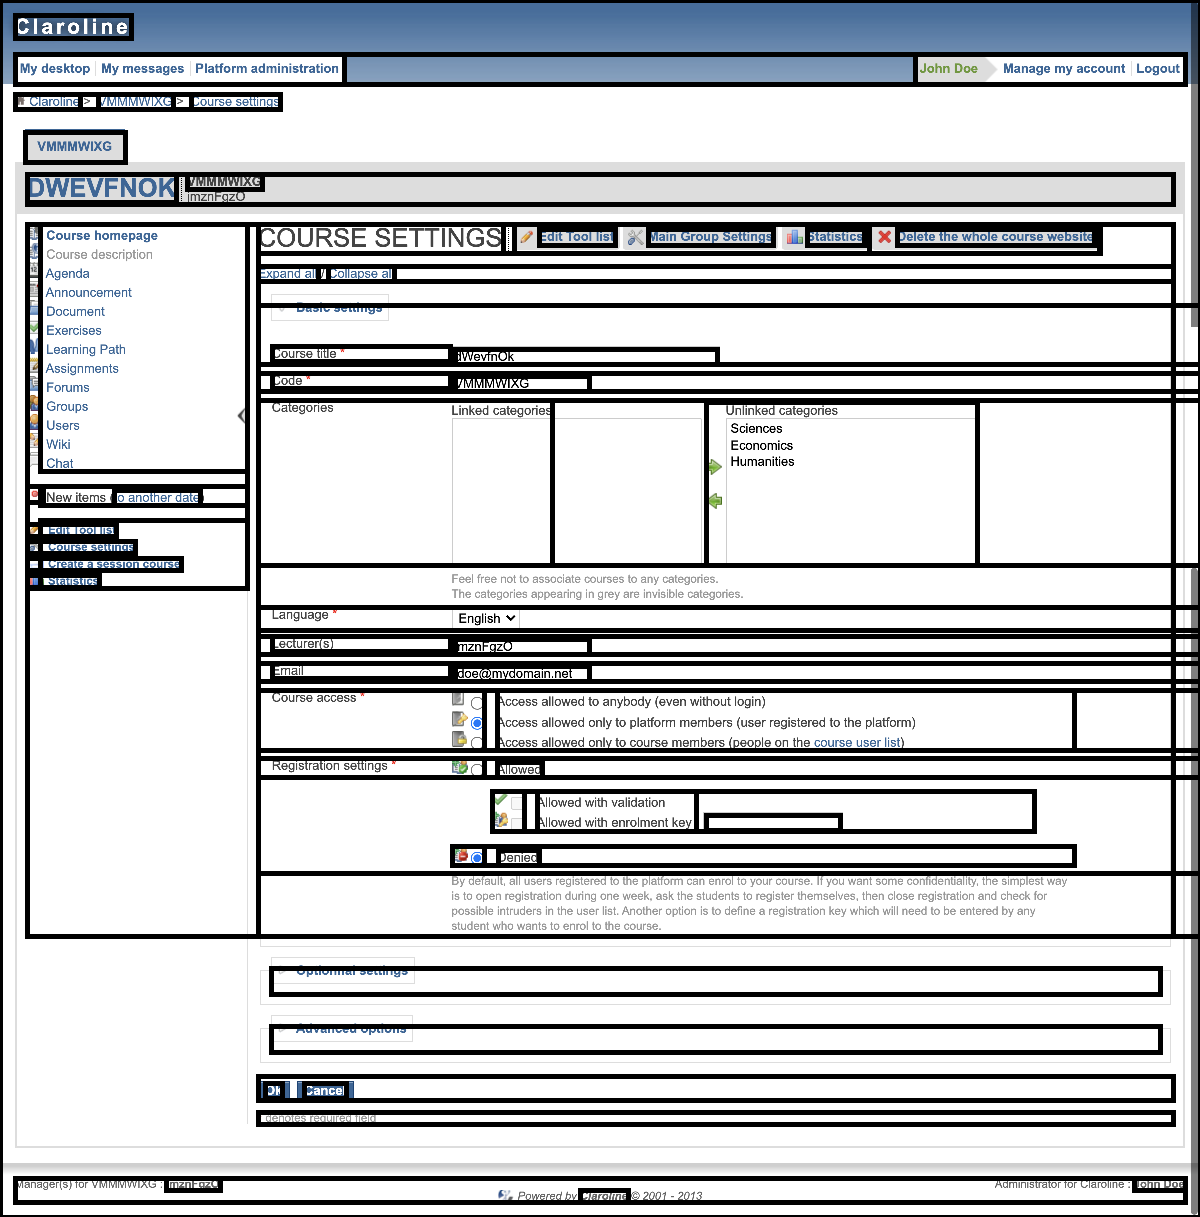 Claroline
My desktop My messages Platform administration John Doe Manage my account Logout
Claroline > VMMMWIXG > Course settings
VMMMWIXG
DWEVFNOK VMMMWIXG
jmznFgzO
Course homepage
Course description
Agenda
Announcement
Document
Exercises
Learning Path
Assignments
Forums
Groups
Users
Wiki
Chat
New items (to another date)
Edit Tool list
Course settings
Create a session course
Statistics
COURSE SETTINGS Edit Tool list Main Group Settings Statistics Delete the whole course website
Expand all / Collapse all
Basic settings
Course title * dWevfnOk
Code * VMMMWIXG
Categories Linked categories Unlinked categories
Sciences
Economics
Humanities
Feel free not to associate courses to any categories.
The categories appearing in grey are invisible categories.
Language * English
Lecturer(s) jmznFgzO
Email doe@mydomain.net
Course access * Access allowed to anybody (even without login)
Access allowed only to platform members (user registered to the platform)
Access allowed only to course members (people on the course user list)
Registration settings * Allowed
Allowed with validation
Allowed with enrolment key
Denied
By default, all users registered to the platform can enrol to your course. If you want some confidentiality, the simplest way
is to open registration during one week, ask the students to register themselves, then close registration and check for
possible intruders in the user list. Another option is to define a registration key which will need to be entered by any
student who wants to enrol to the course.
Optionnal settings
Advanced options
Ok Cancel
denotes required field
Manager(s) for VMMMWIXG : jmznFgzO Administrator for Claroline : John Doe
Powered by Claroline © 2001 - 2013